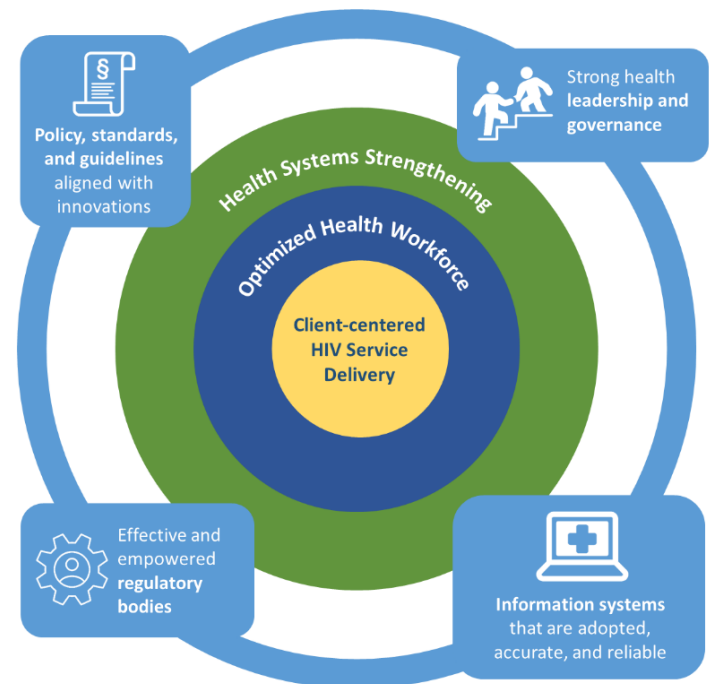 §
Policy, standards,
and guidelines
aligned with
innovations
Strong health
leadership and
governance
Health Systems Strengthening
Optimized Health Workforce
Client-centered
HIV Service
Delivery
Effective and
empowered
regulatory
bodies
Information systems
that are adopted,
accurate, and reliable